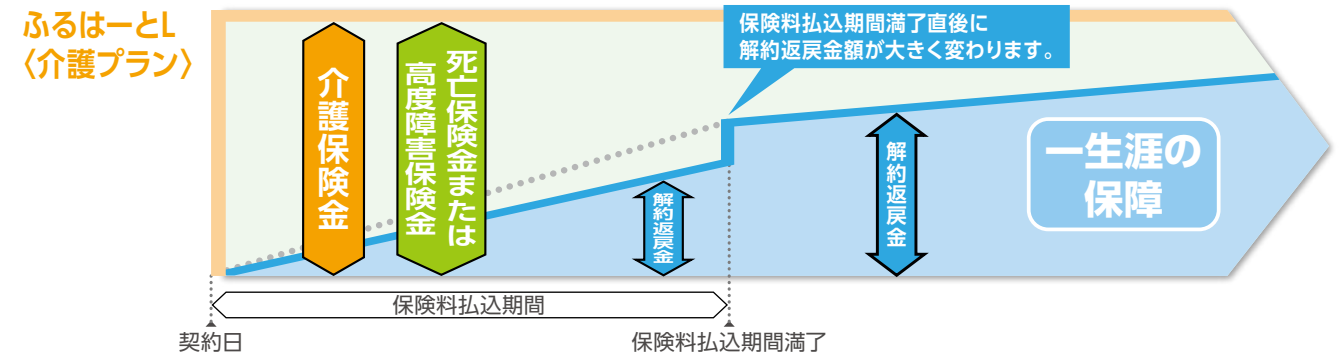 ふるはーとL
〈介護プラン〉
保険料払込期間満了直後に
解約返戻金額が大きく変わります。
介護保険金
死亡保険金または
高度障害保険金
解約返戻金
解約返戻金
一生涯の
保障
保険料払込期間
契約日
保険料払込期間満了